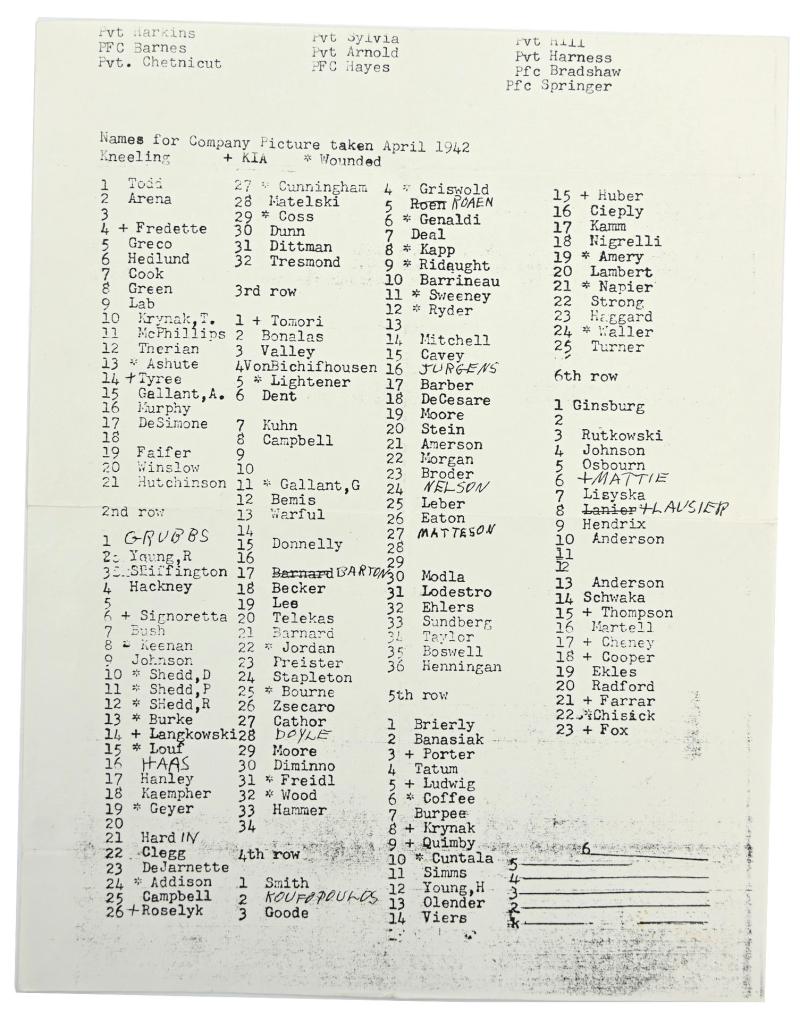 Pvt Harkins
PFC Barnes
Pvt. Chetnicut
Pvt Sylvia
Pvt Arnold
PFC Hayes
Pvt Hill
Pvt Harness
Pfc Bradshaw
Pfc Springer
Names for Company Picture taken April 1942
Kneeling + KIA * Wounded
1 Todd
2 Arena
3
4 + Fredette
5 Greco
6 Hedlund
7 Cook
8 Green
9 Lab
10 Krynak,T.
11 McPhillips
12 Therian
13 * Ashute
14 +Tyree
15 Gallant,A.
16 Murphy
17 DeSimone
18
19 Faifer
20 Winslow
21 Hutchinson
2nd row
1 GRUBBS
2 Young,R
3 Skiffington
4 Hackney
5
6 + Signoretta
7 Bush
8 * Keenan
9 Johnson
10 * Shedd,D
11 * Shedd,P
12 * SHedd,R
13 * Burke
14 + Langkowski
15 * Louf
16 HAAS
17 Hanley
18 Kaempher
19 * Geyer
20
21 HardIN
22 Clegg
23 DeJarnette
24 * Addison
25 Campbell
26 +Roselyk
27 * Cunningham
28 Matelski
29 * Coss
30 Dunn
31 Dittman
32 Tresmond
3rd row
1 + Tomori
2 Bonalas
3 Valley
4VonBichifhousen
5 * Lightener
6 Dent
7 Kuhn
8 Campbell
9
10
11 * Gallant,G
12 Bemis
13 Warful
14
15 Donnelly
16
17 Barnard BARTON
18 Becker
19 Lee
20 Telekas
21 Barnard
22 * Jordan
23 Preister
24 Stapleton
25 * Bourne
26 Zsecaro
27 Cathor
28 DOYLE
29 Moore
30 Diminno
31 * Freidl
32 * Wood
33 Hammer
34
4th row
1 Smith
2 KOUFOPOULOS
3 Goode
4 * Griswold
5 Roen ROAEN
6 * Genaldi
7 Deal
8 * Kapp
9 * Ridaught
10 Barrineau
11 * Sweeney
12 * Ryder
13
14 Mitchell
15 Cavey
16 JURGENS
17 Barber
18 DeCesare
19 Moore
20 Stein
21 Amerson
22 Morgan
23 Broder
24 NELSON
25 Leber
26 Eaton
27 MATTESON
28
29
30 Modla
31 Lodestro
32 Ehlers
33 Sundberg
34 Taylor
35 Boswell
36 Henningan
5th row
1 Brierly
2 Banasiak
3 + Porter
4 Tatum
5 + Ludwig
6 * Coffee
7 Burpee
8 + Krynak
9 + Quimby
10 * Cuntala
11 Simms
12 Young,H
13 Olender
14 Viers
15 + Huber
16 Cieply
17 Kamm
18 Nigrelli
19 * Amery
20 Lambert
21 * Napier
22 Strong
23 Haggard
24 * Waller
25 Turner
6th row
1 Ginsburg
2
3 Rutkowski
4 Johnson
5 Osbourn
6 +MATTIE
7 Lisyska
8 Lanier +LAUSIER
9 Hendrix
10 Anderson
11
12
13 Anderson
14 Schwaka
15 + Thompson
16 Martell
17 + Cheney
18 + Cooper
19 Ekles
20 Radford
21 + Farrar
22 *Chisick
23 + Fox
6
5
4
3
2